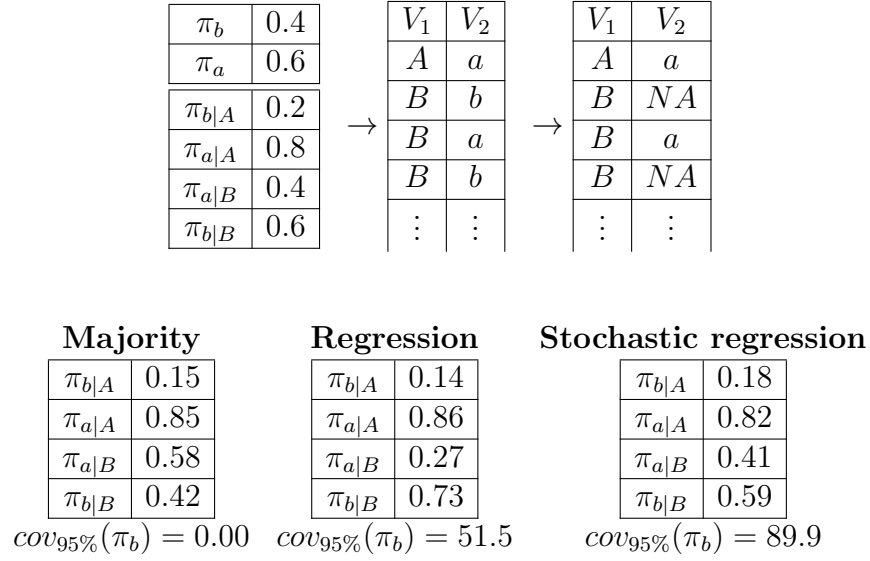 π_b 0.4
π_a 0.6
π_{b|A} 0.2
π_{a|A} 0.8
π_{a|B} 0.4
π_{b|B} 0.6
→
V_1 V_2
A a
B b
B a
B b
⋮ ⋮
→
V_1 V_2
A a
B NA
B a
B NA
⋮ ⋮
Majority
π_{b|A} 0.15
π_{a|A} 0.85
π_{a|B} 0.58
π_{b|B} 0.42
cov_{95%}(π_b) = 0.00
Regression
π_{b|A} 0.14
π_{a|A} 0.86
π_{a|B} 0.27
π_{b|B} 0.73
cov_{95%}(π_b) = 51.5
Stochastic regression
π_{b|A} 0.18
π_{a|A} 0.82
π_{a|B} 0.41
π_{b|B} 0.59
cov_{95%}(π_b) = 89.9